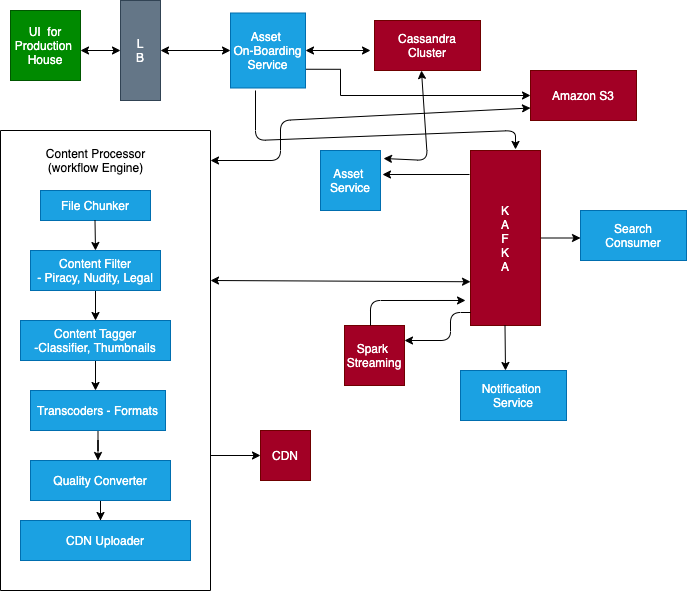 UI for
Production
House
L
B
Asset
On-Boarding
Service
Cassandra
Cluster
Amazon S3
Content Processor
(workflow Engine)
File Chunker
Content Filter
- Piracy, Nudity, Legal
Content Tagger
-Classifier, Thumbnails
Transcoders - Formats
Quality Converter
CDN Uploader
Asset
Service
K
A
F
K
A
Search
Consumer
Spark
Streaming
Notification
Service
CDN